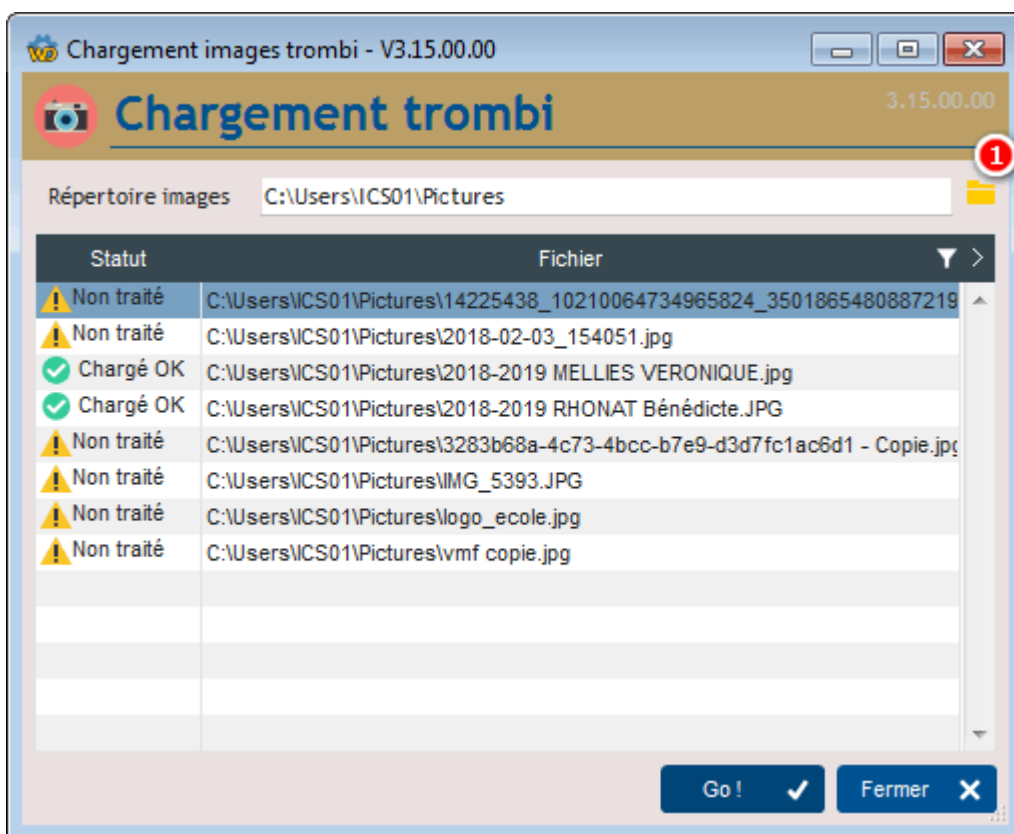 Chargement images trombi - V3.15.00.00
Chargement trombi
3.15.00.00
1
Répertoire images C:\Users\ICS01\Pictures
Statut Fichier
Non traité C:\Users\ICS01\Pictures\14225438_10210064734965824_3501865480887219
Non traité C:\Users\ICS01\Pictures\2018-02-03_154051.jpg
Chargé OK C:\Users\ICS01\Pictures\2018-2019 MELLIES VERONIQUE.jpg
Chargé OK C:\Users\ICS01\Pictures\2018-2019 RHONAT Bénédicte.JPG
Non traité C:\Users\ICS01\Pictures\3283b68a-4c73-4bcc-b7e9-d3d7fc1ac6d1 - Copie.jpg
Non traité C:\Users\ICS01\Pictures\IMG_5393.JPG
Non traité C:\Users\ICS01\Pictures\logo_ecole.jpg
Non traité C:\Users\ICS01\Pictures\vmf copie.jpg
Go ! Fermer